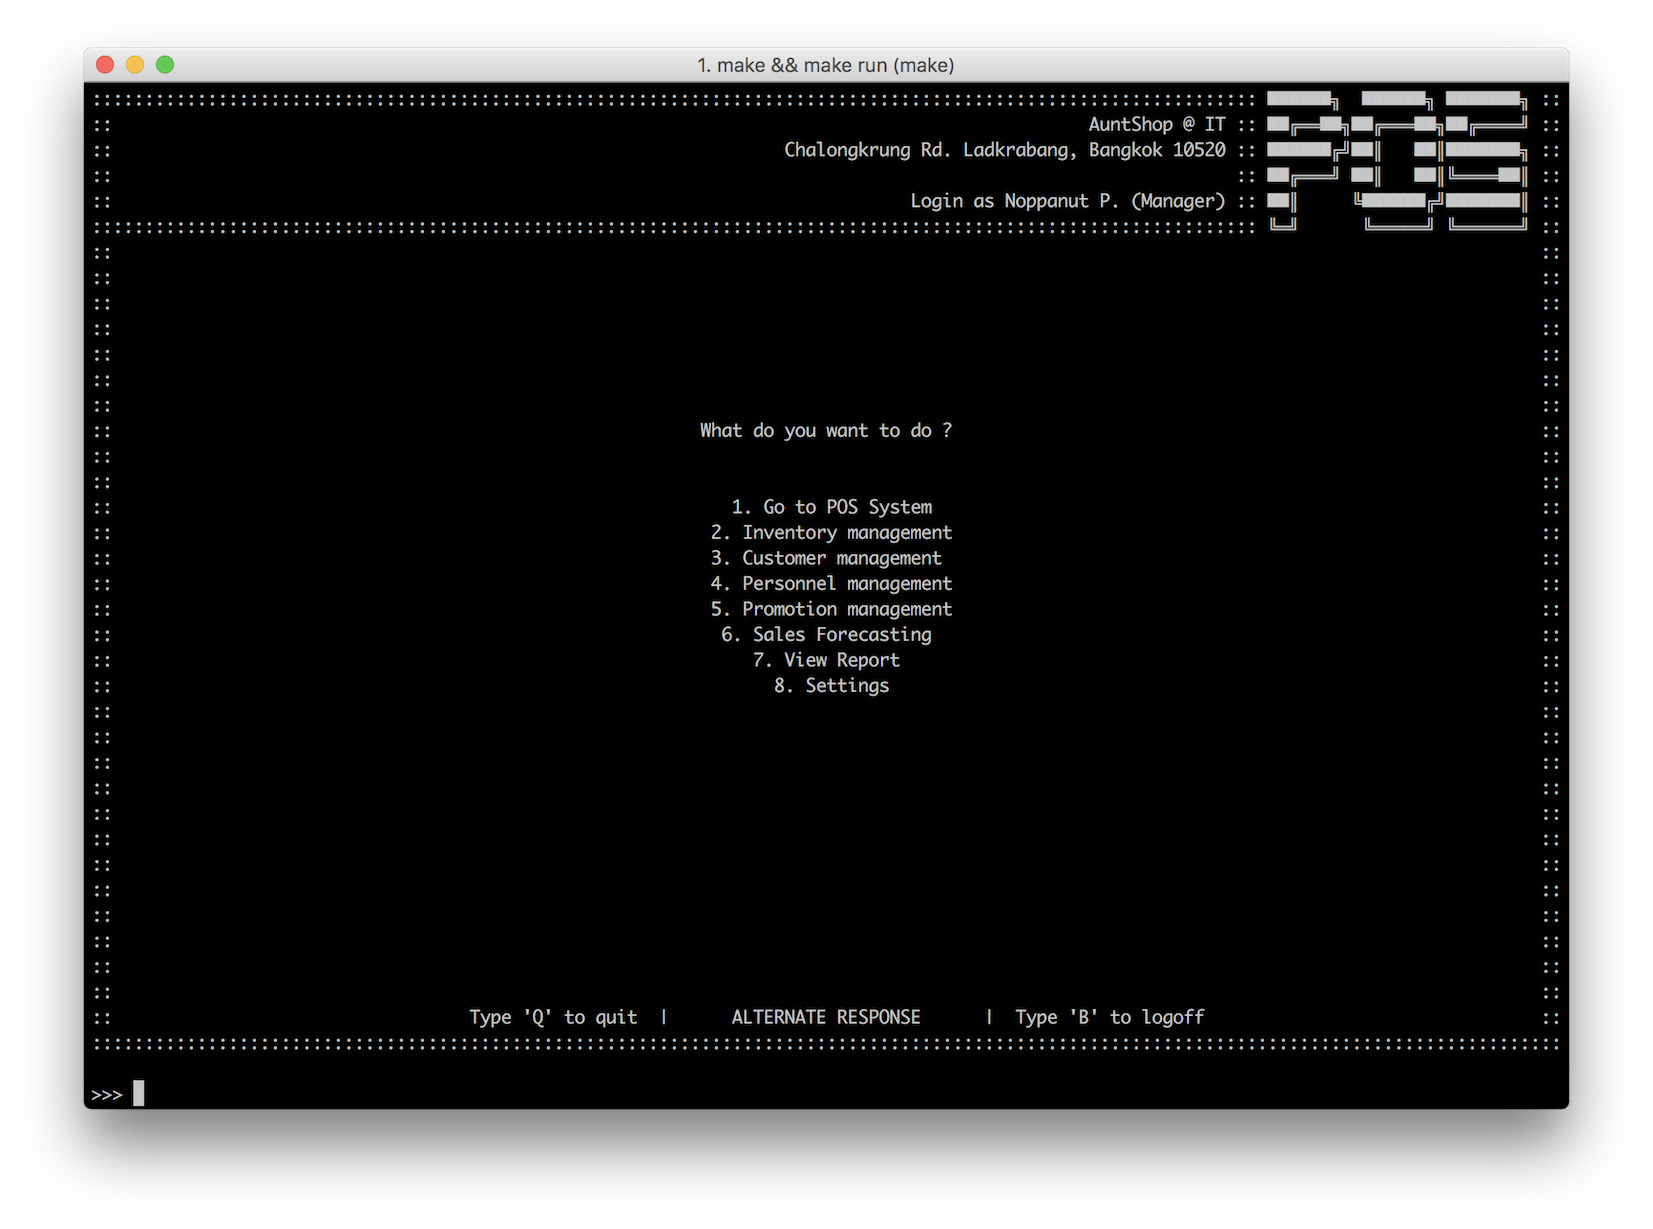 1. make && make run (make)
AuntShop @ IT
Chalongkrung Rd. Ladkrabang, Bangkok 10520
Login as Noppanut P. (Manager)
POS
What do you want to do ?
1. Go to POS System
2. Inventory management
3. Customer management
4. Personnel management
5. Promotion management
6. Sales Forecasting
7. View Report
8. Settings
Type 'Q' to quit | ALTERNATE RESPONSE | Type 'B' to logoff
>>>